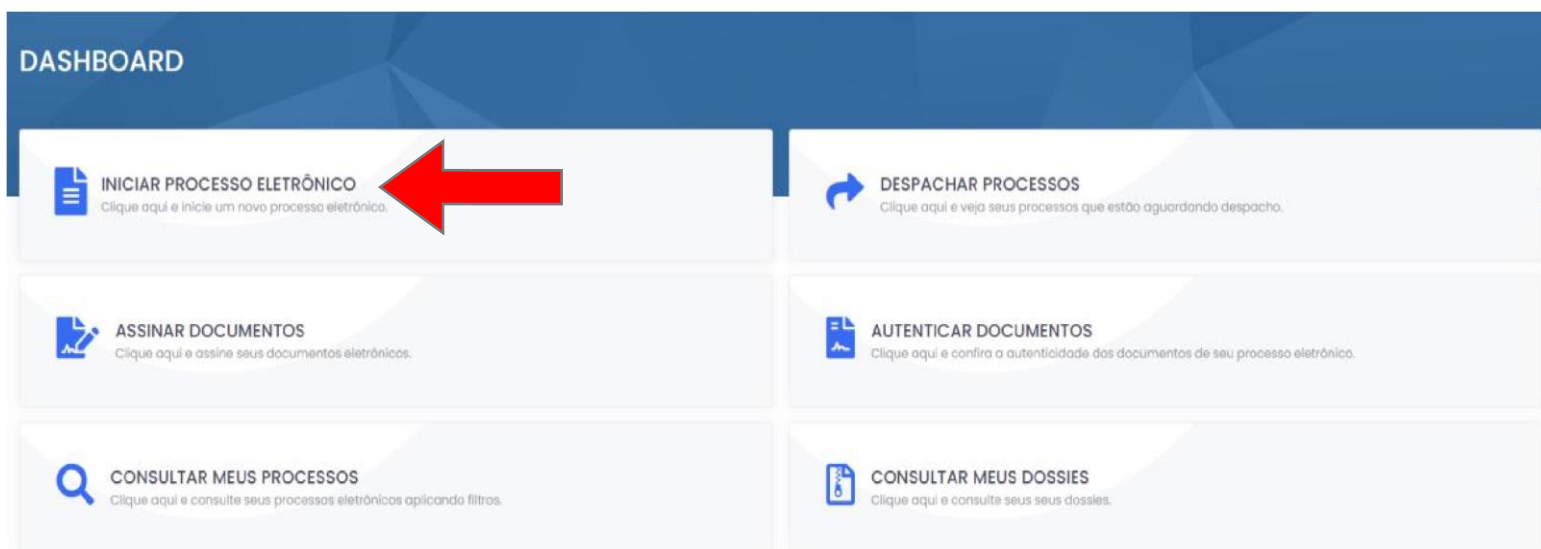 DASHBOARD
INICIAR PROCESSO ELETRÔNICO
Clique aqui e inicie um novo processo eletrônico.
DESPACHAR PROCESSOS
Clique aqui e veja seus processos que estão aguardando despacho.
ASSINAR DOCUMENTOS
Clique aqui e assine seus documentos eletrônicos.
AUTENTICAR DOCUMENTOS
Clique aqui e confira a autenticidade dos documentos de seu processo eletrônico.
CONSULTAR MEUS PROCESSOS
Clique aqui e consulte seus processos eletrônicos aplicando filtros.
CONSULTAR MEUS DOSSIES
Clique aqui e consulte seus seus dossies.